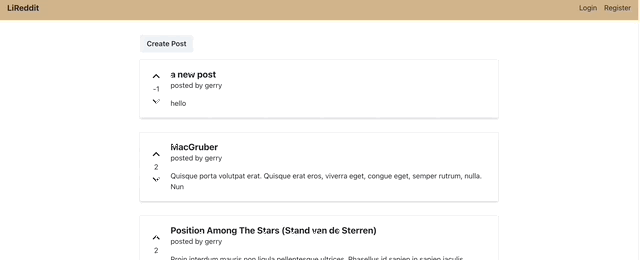 LiReddit
Login Register
Create Post
a new post
posted by gerry
-1
hello
MacGruber
posted by gerry
2
Quisque porta volutpat erat. Quisque erat eros, viverra eget, congue eget, semper rutrum, nulla.
Nun
Position Among The Stars (Stand van de Sterren)
posted by gerry
2
Proin interdum mauris non ligula pellentesque ultrices. Phasellus id sapien in sapien iaculis